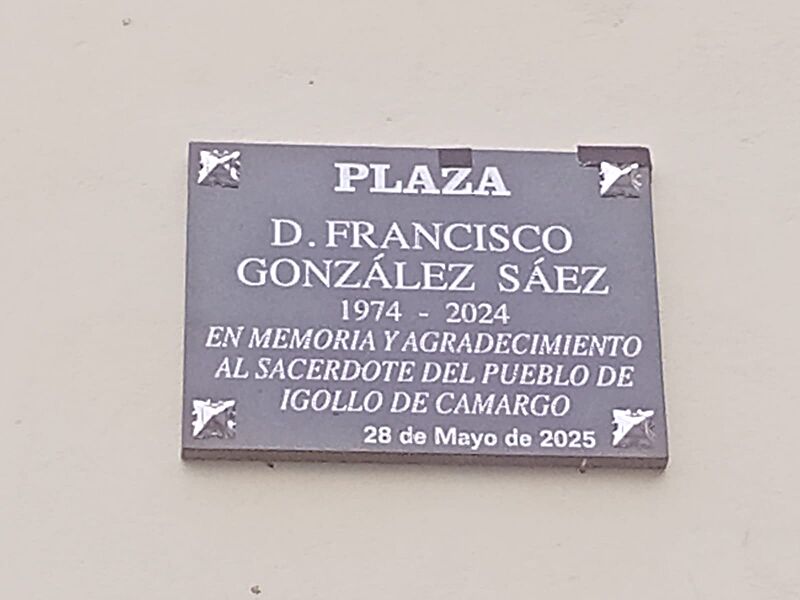 PLAZA
D. FRANCISCO
GONZÁLEZ SÁEZ
1974 - 2024
EN MEMORIA Y AGRADECIMIENTO
AL SACERDOTE DEL PUEBLO DE
IGOLLO DE CAMARGO
28 de Mayo de 2025